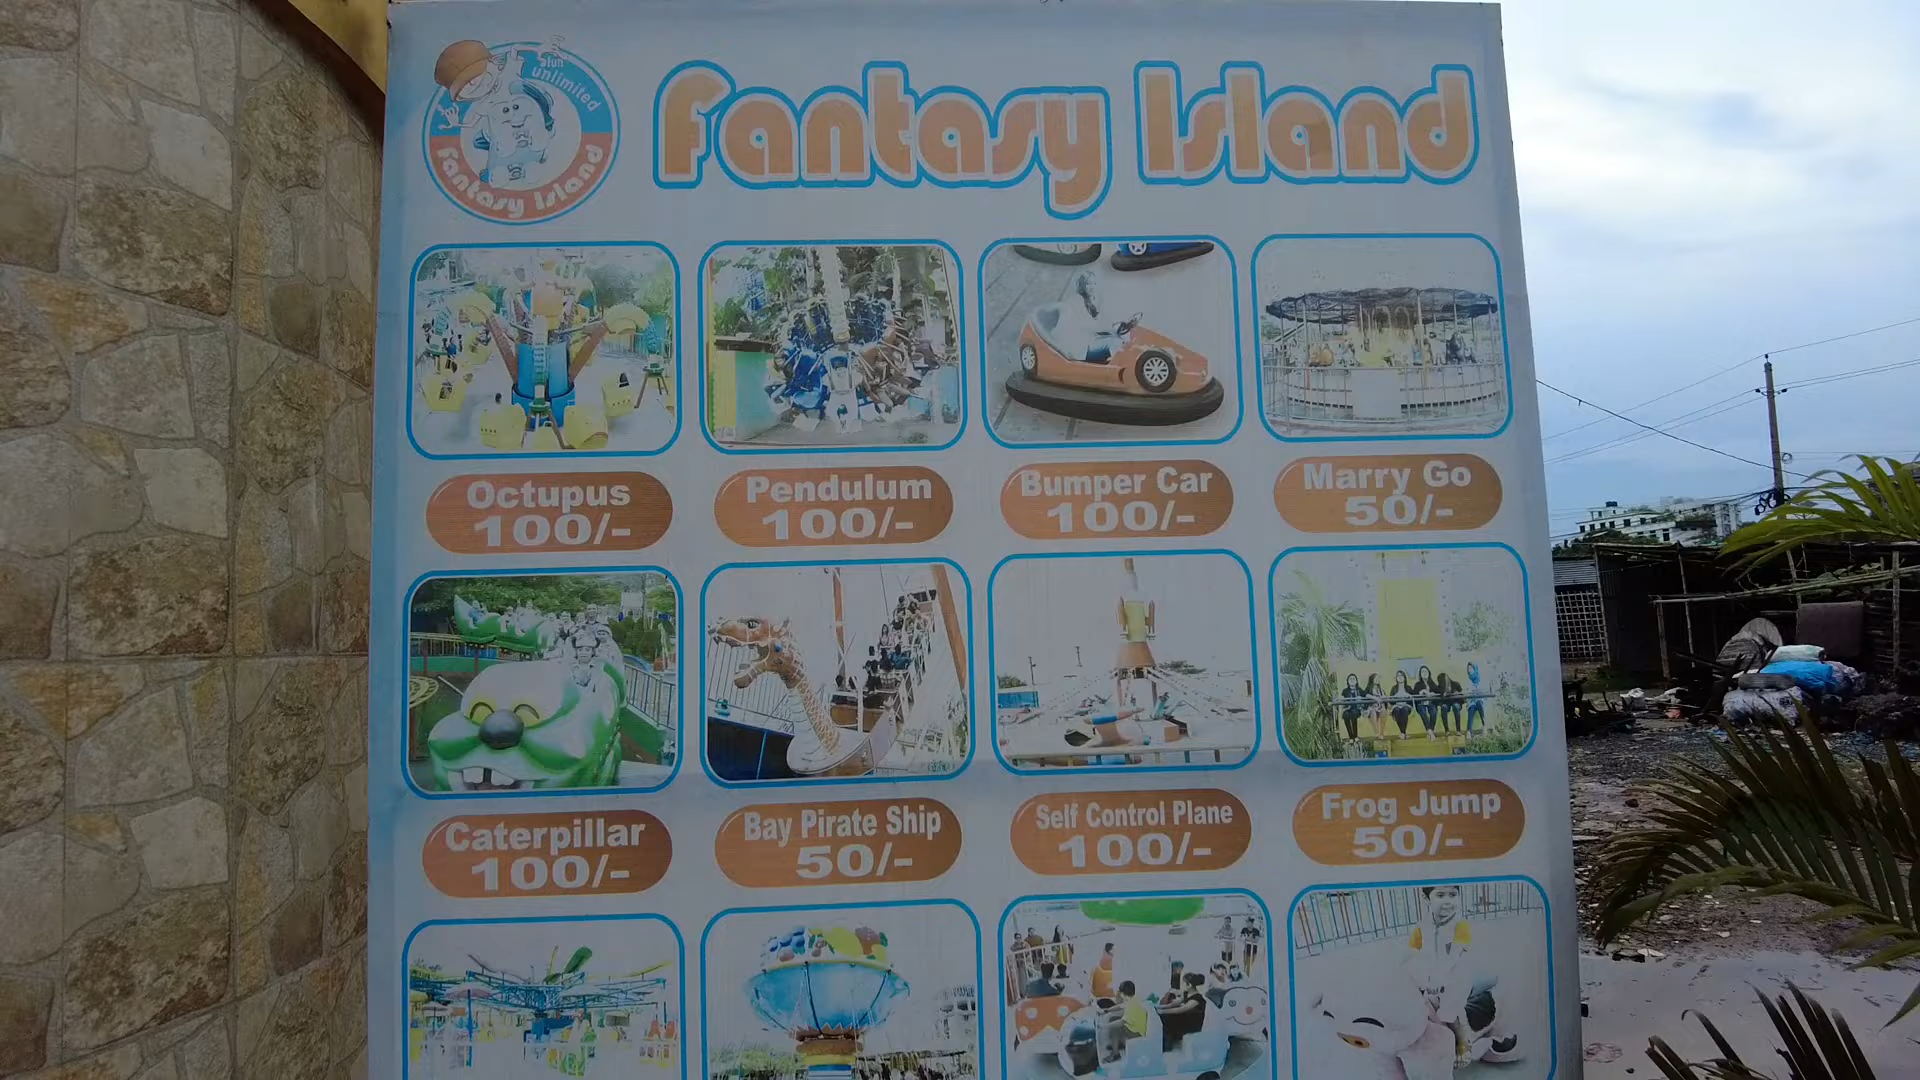 fun
unlimited
Fantasy Island
Fantasy Island
Octupus
100/-
Pendulum
100/-
Bumper Car
100/-
Marry Go
50/-
Caterpillar
100/-
Bay Pirate Ship
50/-
Self Control Plane
100/-
Frog Jump
50/-